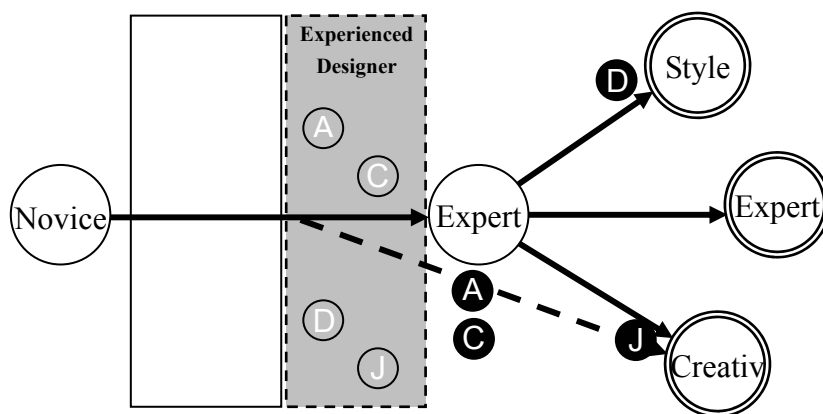 Experienced
Designer
D
Style
A
C
Novice
Expert
Expert
A
D
C
J
J
Creativ